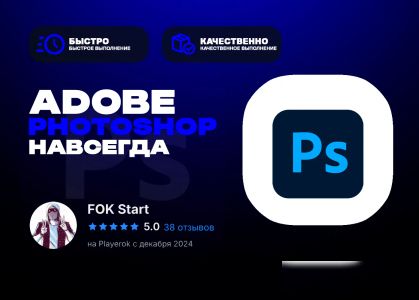 БЫСТРО
БЫСТРОЕ ВЫПОЛНЕНИЕ
КАЧЕСТВЕННО
КАЧЕСТВЕННОЕ ВЫПОЛНЕНИЕ
ADOBE
PHOTOSHOP
НАВСЕГДА
Ps
Ps
FOK Start
5.0 38 отзывов
на Playerok с декабря 2024